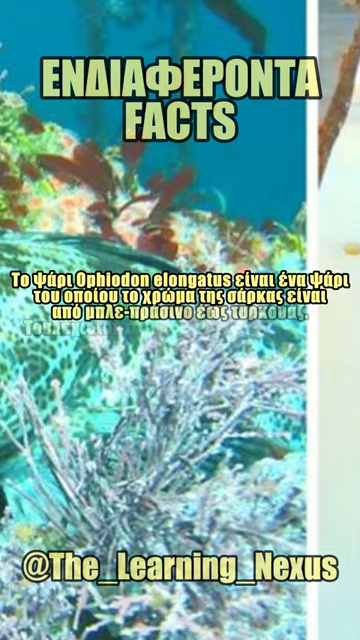 ΕΝΔΙΑΦΕΡΟΝΤΑ
FACTS
Το ψάρι Ophiodon elongatus είναι ένα ψάρι
του οποίου το χρώμα της σάρκας είναι
από μπλε-πράσινο έως τυρκουάζ.
@The_Learning_Nexus